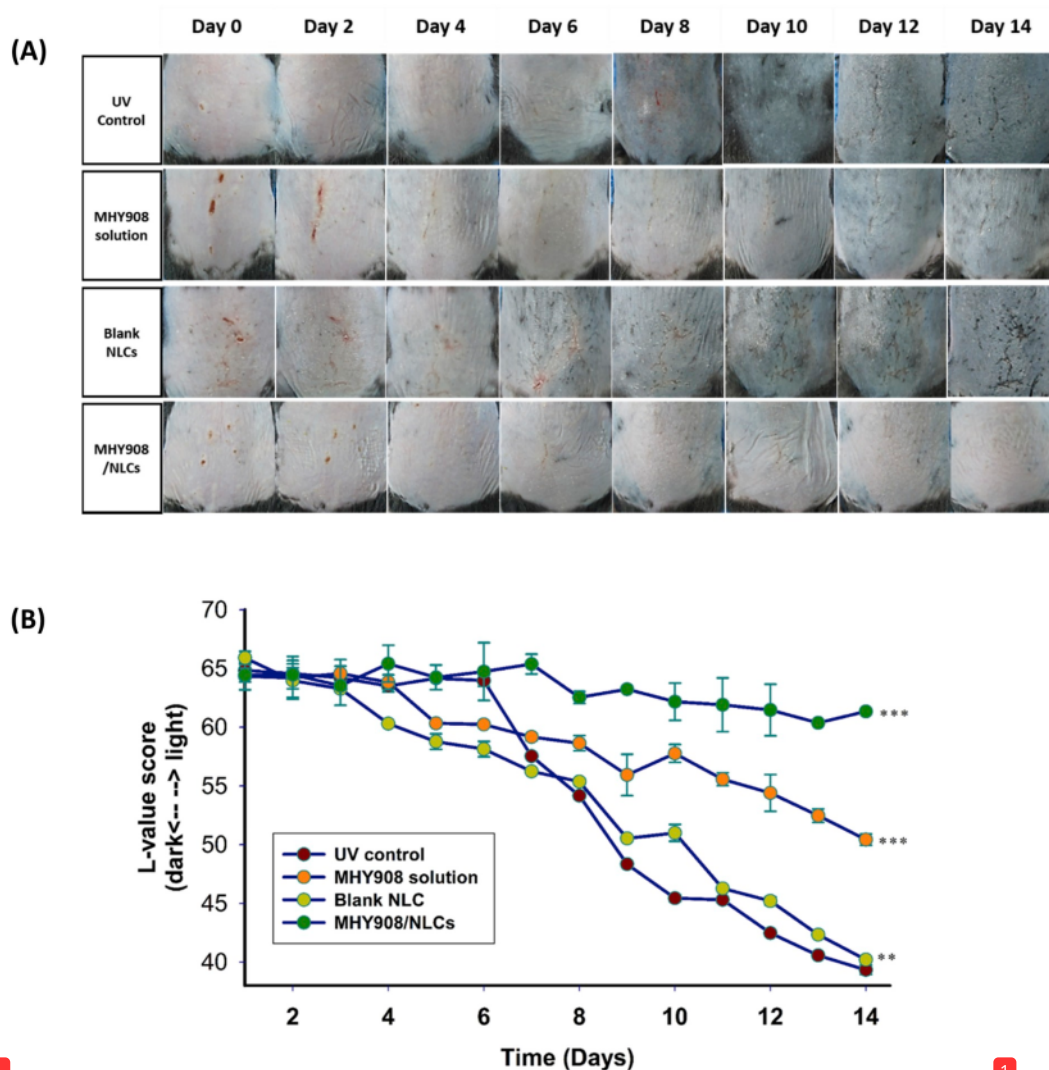 (A)
Day 0 Day 2 Day 4 Day 6 Day 8 Day 10 Day 12 Day 14
UV
Control
MHY908
solution
Blank
NLCs
MHY908
/NLCs
(B)
L-value score
(dark<-- --> light)
70
65
60
55
50
45
40
***
***
**
UV control
MHY908 solution
Blank NLC
MHY908/NLCs
2 4 6 8 10 12 14
Time (Days)
1